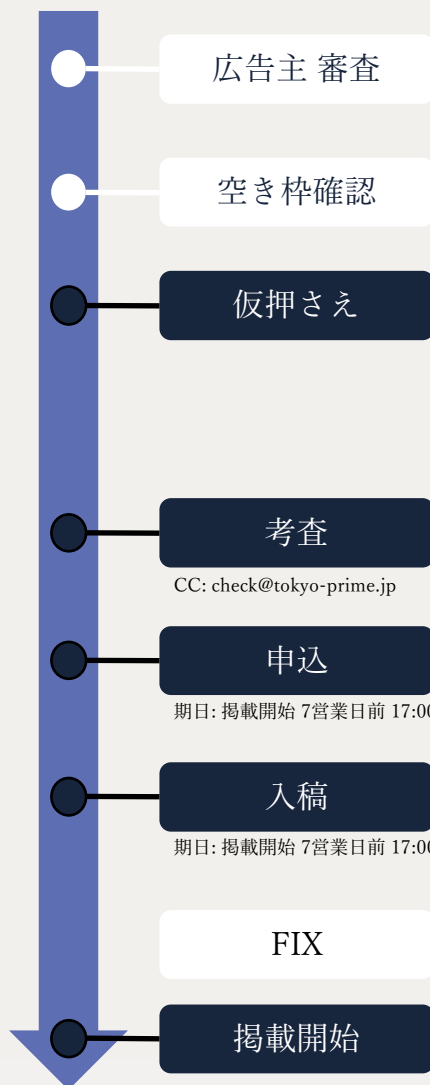 広告主 審査
空き枠確認
仮押さえ
考査
CC: check@tokyo-prime.jp
申込
期日: 掲載開始 7営業日前 17:00
入稿
期日: 掲載開始 7営業日前 17:00
FIX
掲載開始